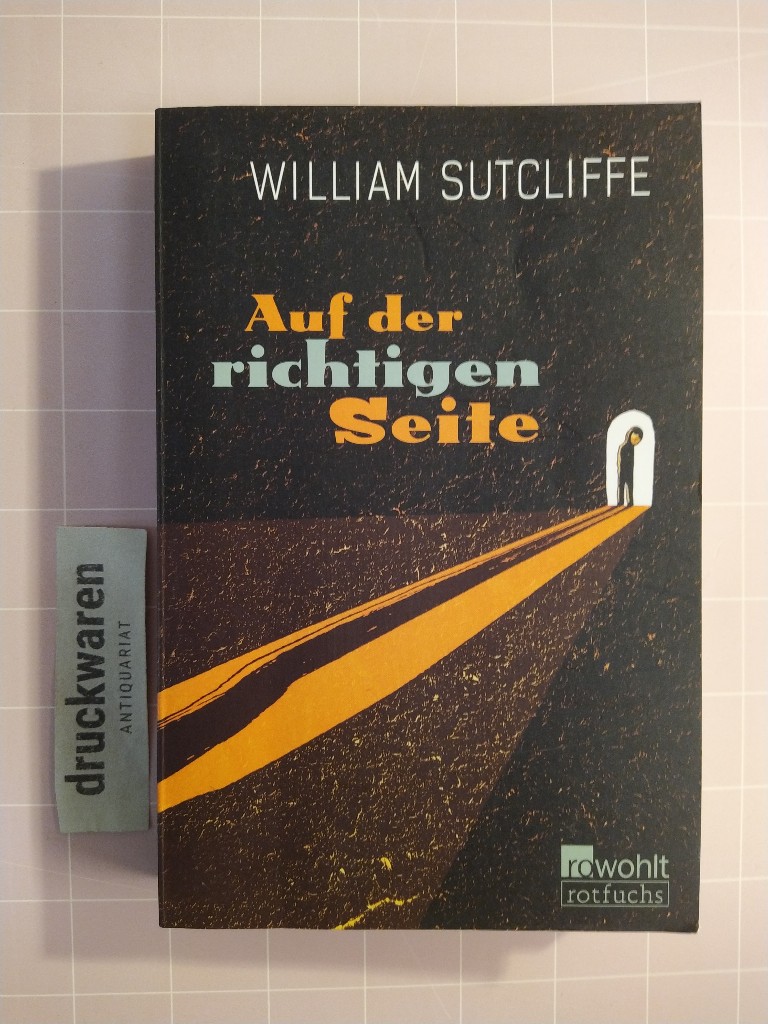 WILLIAM SUTCLIFFE
Auf der
richtigen
Seite
druckwaren
ANTIQUARIAT
rowohlt
rotfuchs